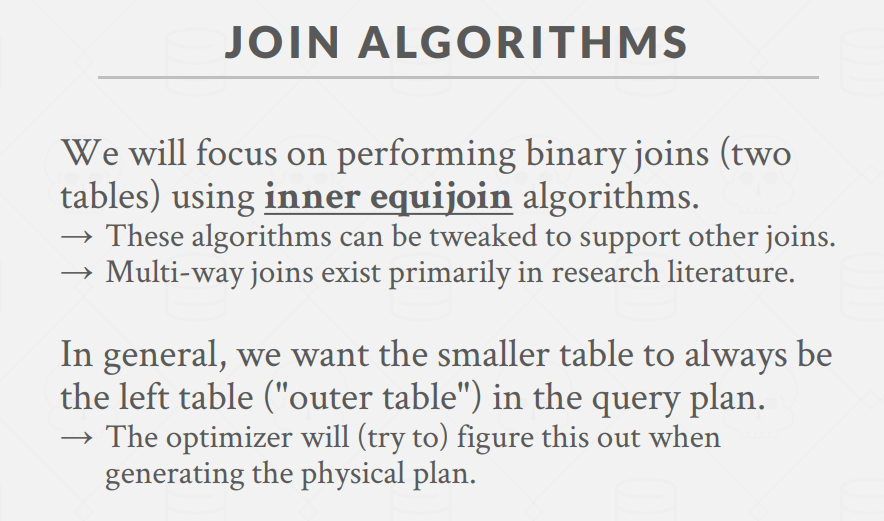 JOIN ALGORITHMS
We will focus on performing binary joins (two
tables) using inner equijoin algorithms.
→ These algorithms can be tweaked to support other joins.
→ Multi-way joins exist primarily in research literature.
In general, we want the smaller table to always be
the left table ("outer table") in the query plan.
→ The optimizer will (try to) figure this out when
generating the physical plan.